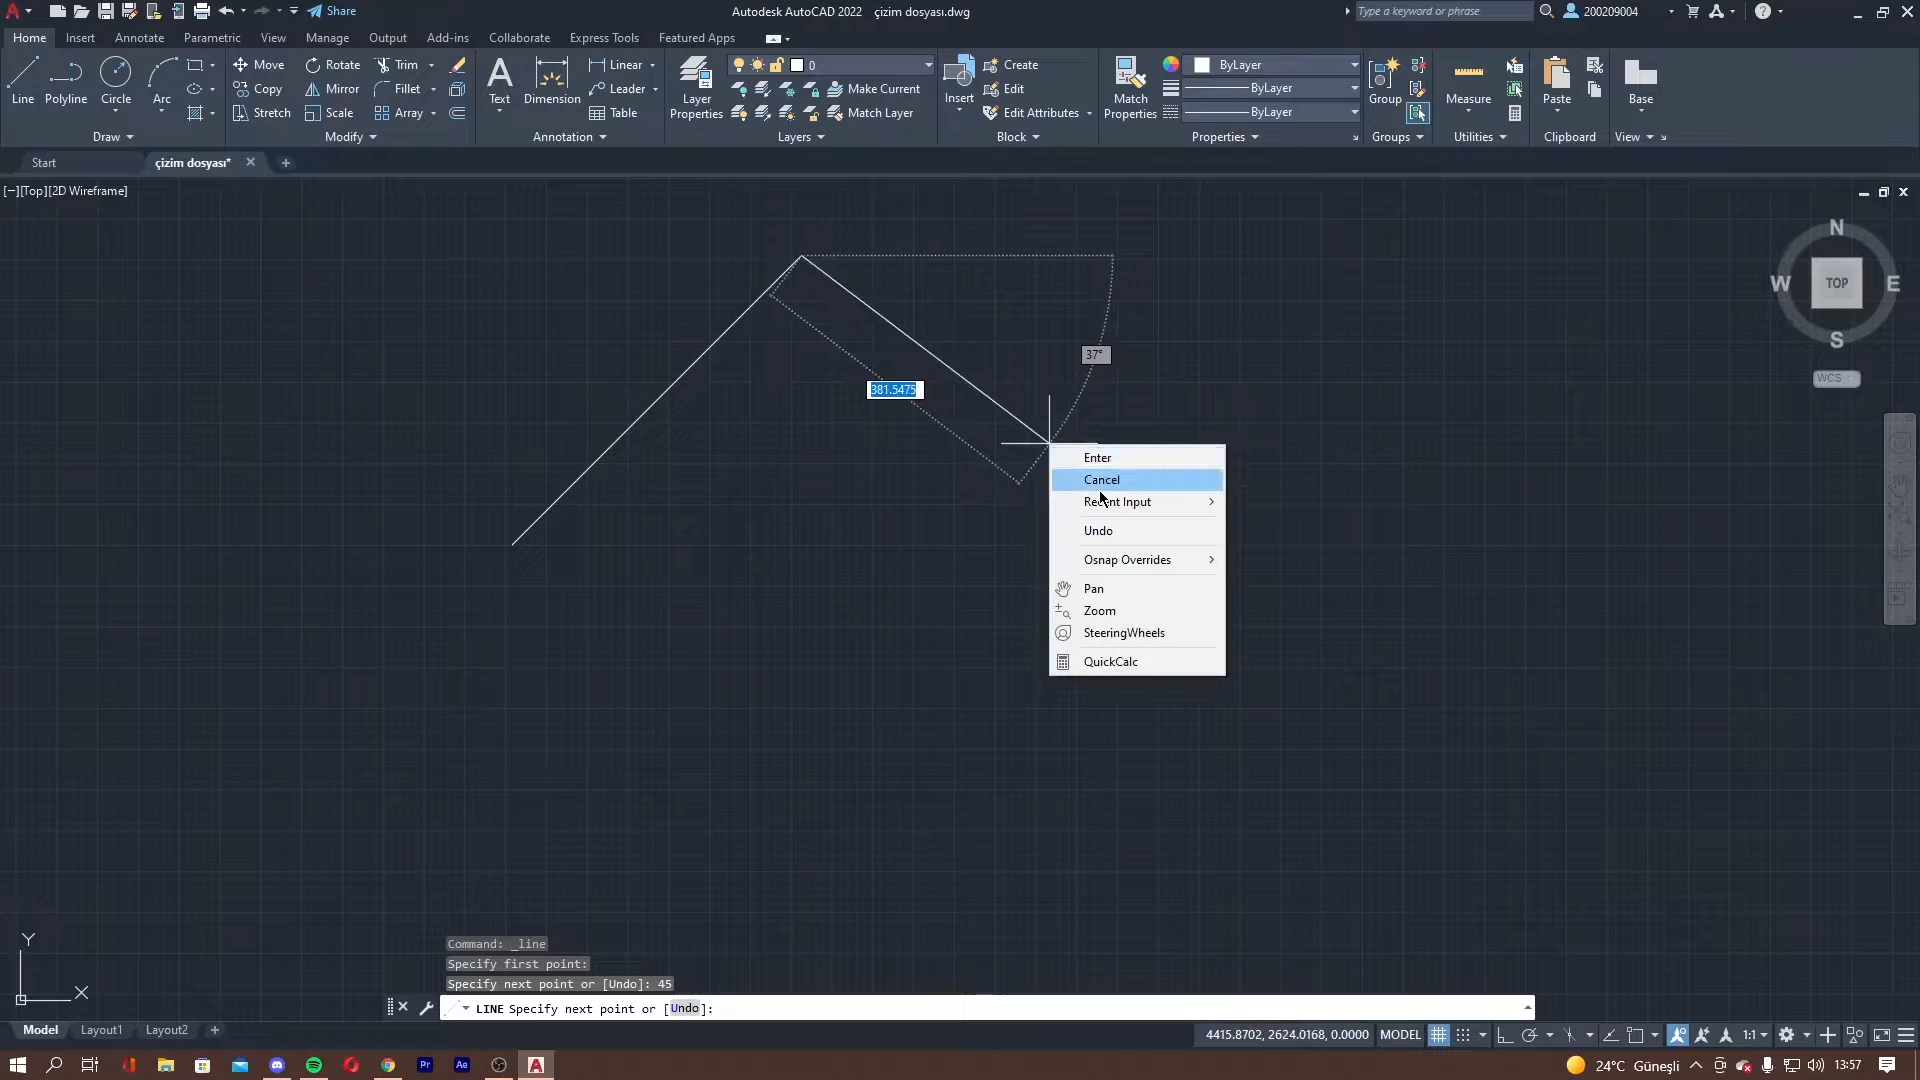 Share
Autodesk AutoCAD 2022 çizim dosyası.dwg
Type a keyword or phrase
200209004
Home Insert Annotate Parametric View Manage Output Add-ins Collaborate Express Tools Featured Apps
Line Polyline Circle Arc
Move Rotate Trim
Copy Mirror Fillet
Stretch Scale Array
Text Dimension
Linear
Leader
Table
Layer Properties
0
Make Current
Match Layer
Insert
Create
Edit
Edit Attributes
Match Properties
ByLayer
ByLayer
ByLayer
Group
Measure
Paste
Base
Draw Modify Annotation Layers Block Properties Groups Utilities Clipboard View
Start çizim dosyası*
[−][Top][2D Wireframe]
N
W TOP E
S
WCS
37°
381.5475
Enter
Cancel
Recent Input
Undo
Osnap Overrides
Pan
Zoom
SteeringWheels
QuickCalc
Y
X
Command: _line
Specify first point:
Specify next point or [Undo]: 45
LINE Specify next point or [Undo]:
Model Layout1 Layout2
4415.8702, 2624.0168, 0.0000 MODEL
1:1
Pr Ae A
24°C Güneşli
13:57